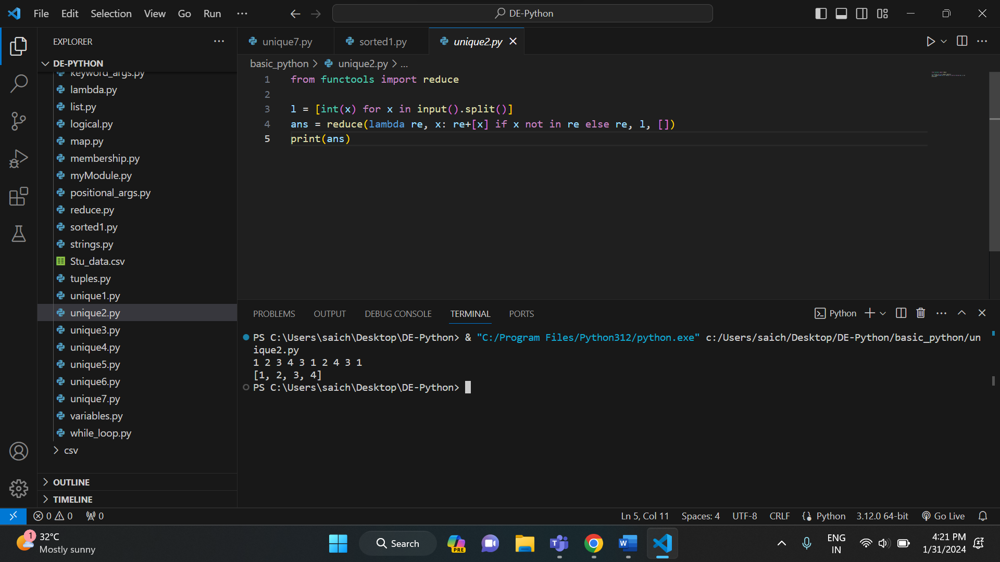 File Edit Selection View Go Run ...
DE-Python
EXPLORER
DE-PYTHON
keyword_args.py
lambda.py
list.py
logical.py
map.py
membership.py
myModule.py
positional_args.py
reduce.py
sorted1.py
strings.py
Stu_data.csv
tuples.py
unique1.py
unique2.py
unique3.py
unique4.py
unique5.py
unique6.py
unique7.py
variables.py
while_loop.py
csv
OUTLINE
TIMELINE
unique7.py sorted1.py unique2.py
basic_python > unique2.py > ...
1 from functools import reduce
2
3 l = [int(x) for x in input().split()]
4 ans = reduce(lambda re, x: re+[x] if x not in re else re, l, [])
5 print(ans)
PROBLEMS OUTPUT DEBUG CONSOLE TERMINAL PORTS
Python
PS C:\Users\saich\Desktop\DE-Python> & "C:/Program Files/Python312/python.exe" c:/Users/saich/Desktop/DE-Python/basic_python/un
ique2.py
1 2 3 4 3 1 2 4 3 1
[1, 2, 3, 4]
PS C:\Users\saich\Desktop\DE-Python>
0 0 0
Ln 5, Col 11 Spaces: 4 UTF-8 CRLF Python 3.12.0 64-bit Go Live
1
32°C
Mostly sunny
Search
PRE
ENG
IN
4:21 PM
1/31/2024